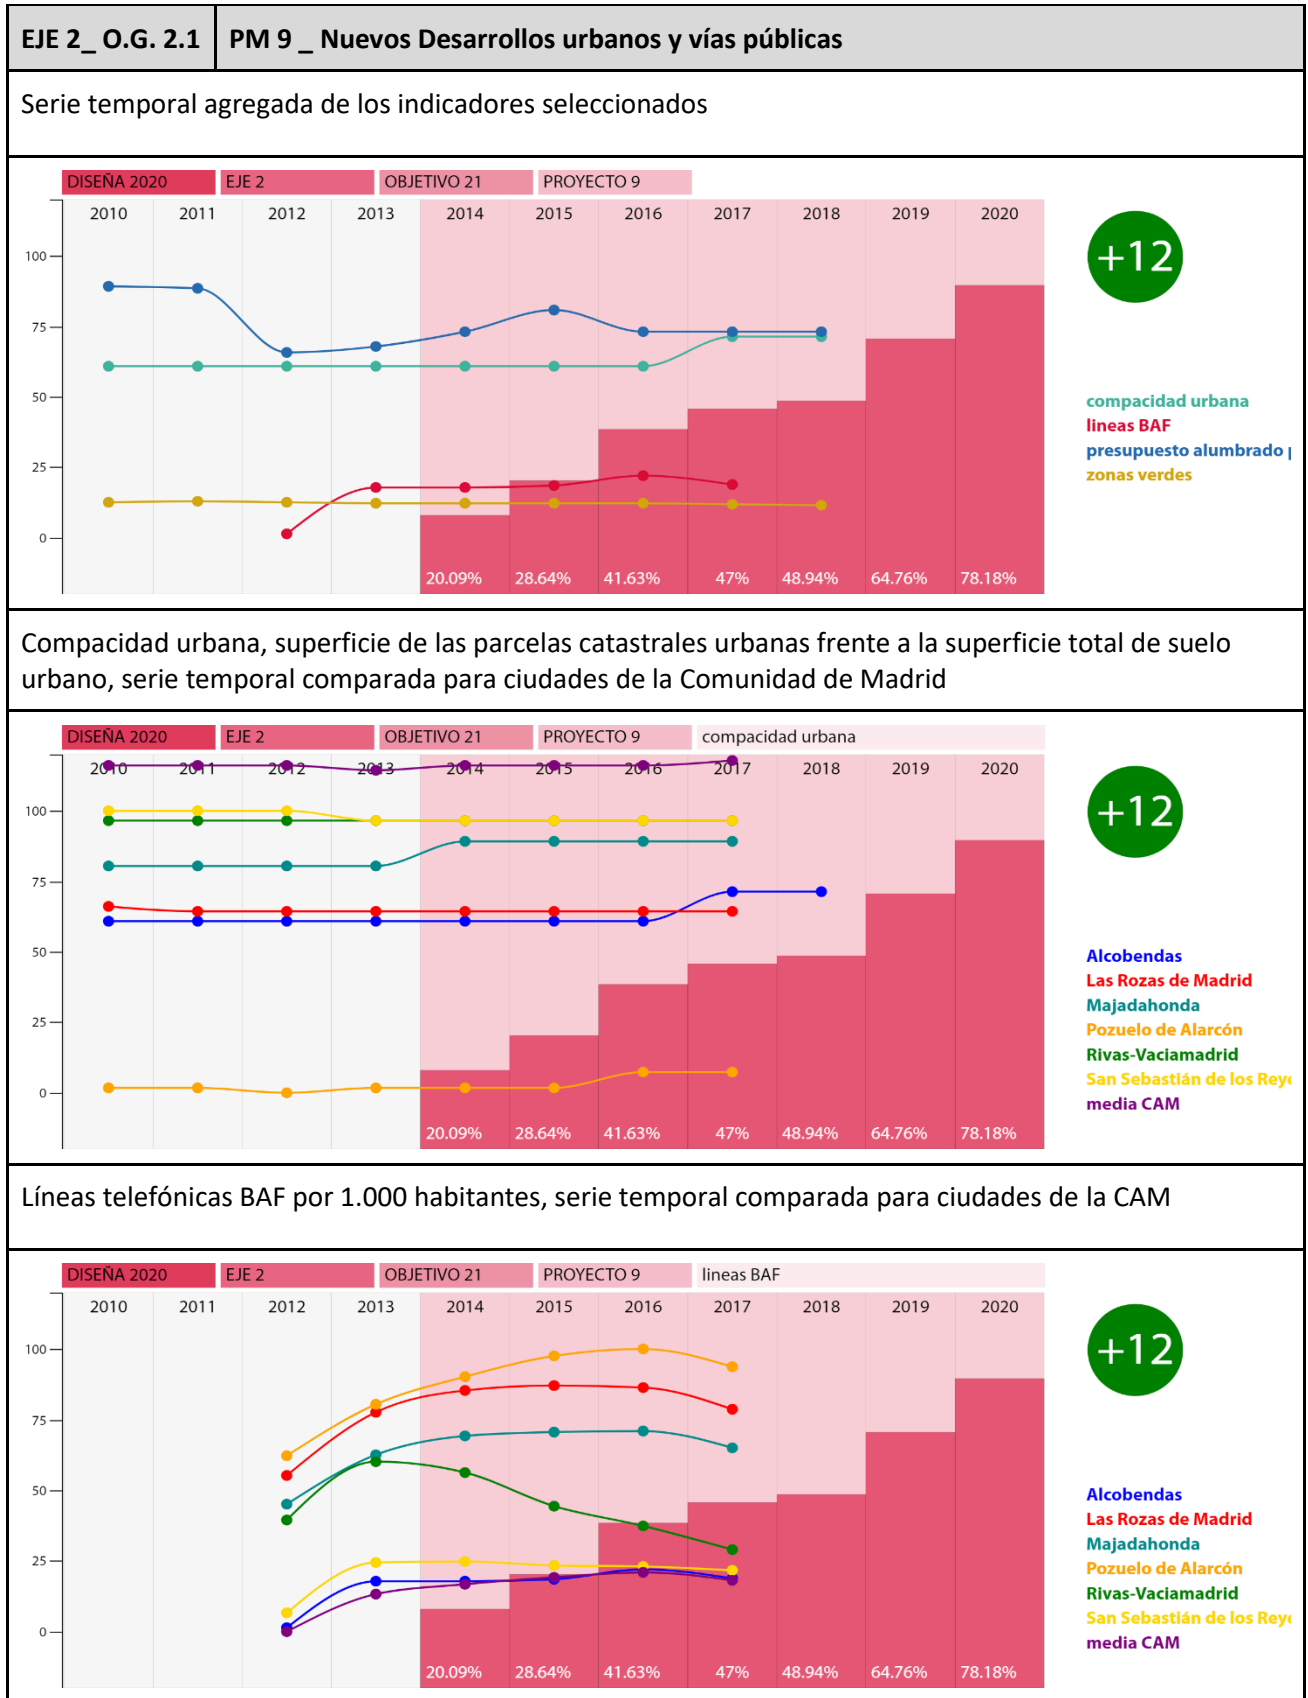 EJE 2_ O.G. 2.1 PM 9 _ Nuevos Desarrollos urbanos y vías públicas
Serie temporal agregada de los indicadores seleccionados
DISEÑA 2020 EJE 2 OBJETIVO 21 PROYECTO 9
2010 2011 2012 2013 2014 2015 2016 2017 2018 2019 2020
+12
100
75
50
25
0
compacidad urbana
lineas BAF
presupuesto alumbrado
zonas verdes
20.09% 28.64% 41.63% 47% 48.94% 64.76% 78.18%
Compacidad urbana, superficie de las parcelas catastrales urbanas frente a la superficie total de suelo
urbano, serie temporal comparada para ciudades de la Comunidad de Madrid
DISEÑA 2020 EJE 2 OBJETIVO 21 PROYECTO 9 compacidad urbana
2010 2011 2012 2013 2014 2015 2016 2017 2018 2019 2020
+12
100
75
50
25
0
Alcobendas
Las Rozas de Madrid
Majadahonda
Pozuelo de Alarcón
Rivas-Vaciamadrid
San Sebastián de los Reye
media CAM
20.09% 28.64% 41.63% 47% 48.94% 64.76% 78.18%
Líneas telefónicas BAF por 1.000 habitantes, serie temporal comparada para ciudades de la CAM
DISEÑA 2020 EJE 2 OBJETIVO 21 PROYECTO 9 lineas BAF
2010 2011 2012 2013 2014 2015 2016 2017 2018 2019 2020
+12
100
75
50
25
0
Alcobendas
Las Rozas de Madrid
Majadahonda
Pozuelo de Alarcón
Rivas-Vaciamadrid
San Sebastián de los Reye
media CAM
20.09% 28.64% 41.63% 47% 48.94% 64.76% 78.18%